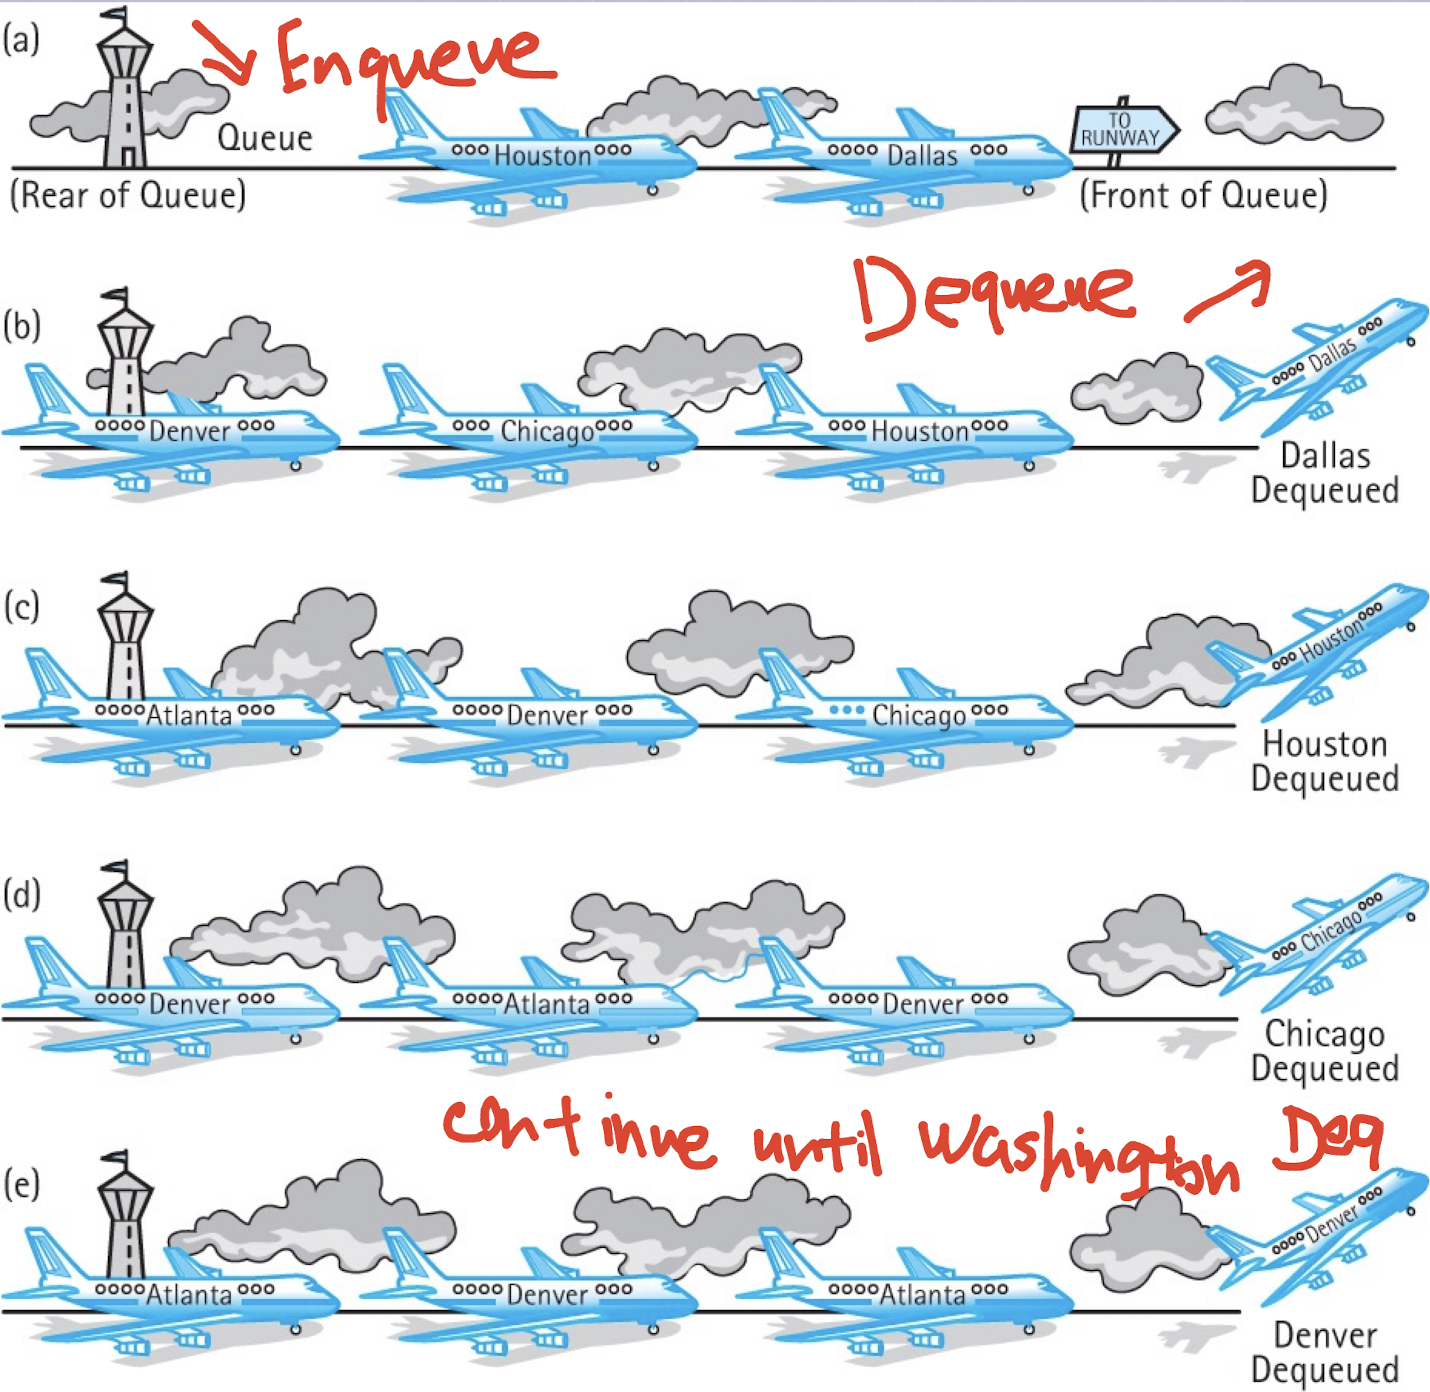 (a)
Enqueue
Queue
Houston
Dallas
TO
RUNWAY
(Rear of Queue)
(Front of Queue)
Dequeue
(b)
Denver
Chicago
Houston
Dallas
Dallas
Dequeued
(c)
Atlanta
Denver
Chicago
Houston
Houston
Dequeued
(d)
Denver
Atlanta
Denver
Chicago
Chicago
Dequeued
continue until Washington Deq
(e)
Atlanta
Denver
Atlanta
Denver
Denver
Dequeued